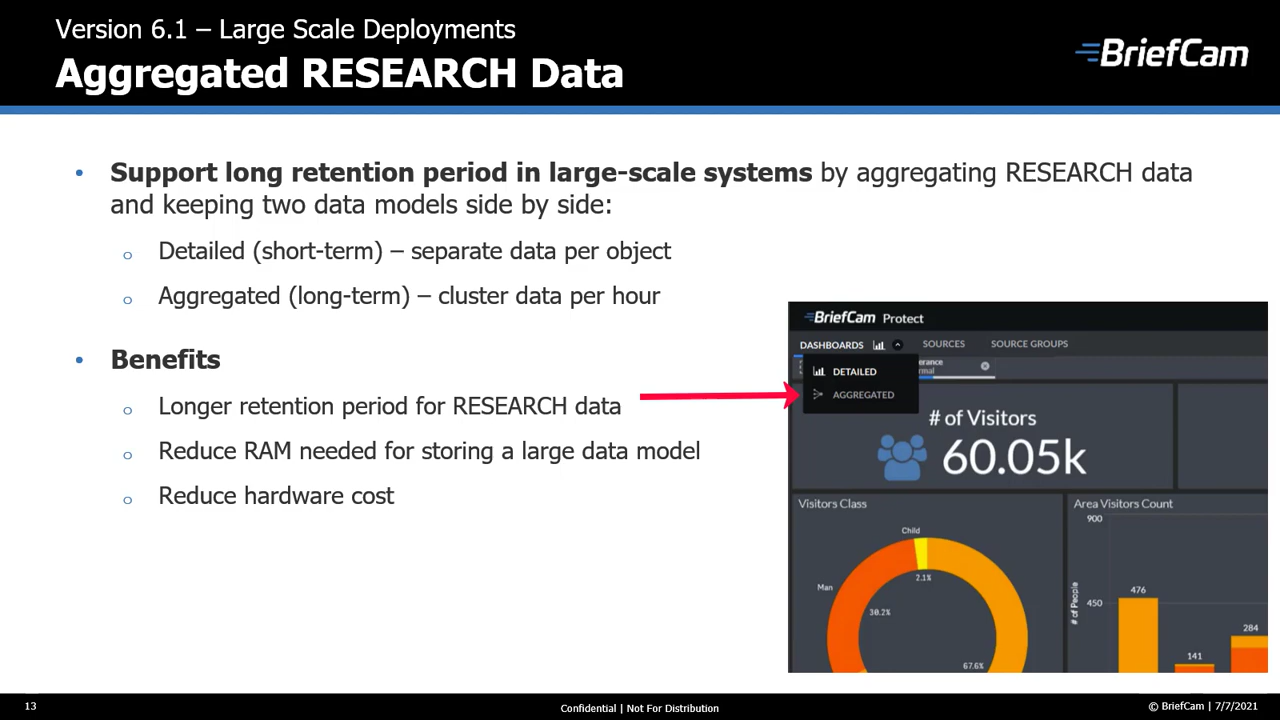 Version 6.1 – Large Scale Deployments
Aggregated RESEARCH Data
BriefCam
• Support long retention period in large-scale systems by aggregating RESEARCH data
and keeping two data models side by side:
o Detailed (short-term) – separate data per object
o Aggregated (long-term) – cluster data per hour
• Benefits
o Longer retention period for RESEARCH data
o Reduce RAM needed for storing a large data model
o Reduce hardware cost
BriefCam Protect
DASHBOARDS SOURCES SOURCE GROUPS
erance
rmal
DETAILED
AGGREGATED
# of Visitors
60.05k
Visitors Class
Child
2.1%
Man
30.2%
67.6%
Area Visitors Count
900
450
# of People
476
141
284
13
Confidential | Not For Distribution
© BriefCam | 7/7/2021